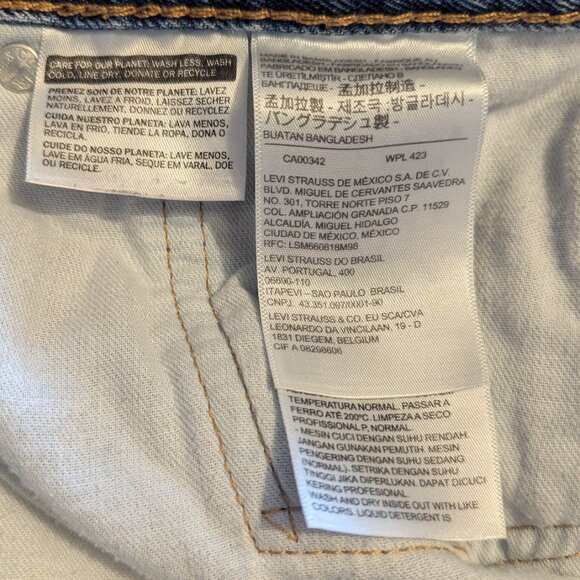 CARE FOR OUR PLANET: WASH LESS, WASH
COLD, LINE DRY, DONATE OR RECYCLE
PRENEZ SOIN DE NOTRE PLANETE: LAVEZ
MOINS, LAVEZ A FROID, LAISSEZ SECHER
NATURELLEMENT, DONNEZ OU RECYCLEZ
CUIDA NUESTRO PLANETA: LAVA MENOS,
LAVA EN FRIO, TIENDE LA ROPA, DONA O
RECICLA.
CUIDE DO NOSSO PLANETA: LAVE MENOS,
LAVE EM ÁGUA FRIA, SEQUE EM VARAL, DOE
OU RECICLE.
FABRICADO EM BANGLADESH - BANGLADEŞ'
TE ÜRETİLMİŞTİR - СДЕЛАНО В
БАНГЛАДЕШ - 孟加拉制造 -
孟加拉製 - 제조국 :방글라데시 -
バングラデシュ製 -
BUATAN BANGLADESH
CA00342 WPL 423
LEVI STRAUSS DE MÉXICO S.A. DE C.V.
BLVD. MIGUEL DE CERVANTES SAAVEDRA
NO. 301, TORRE NORTE PISO 7
COL. AMPLIACIÓN GRANADA C.P. 11529
ALCALDÍA. MIGUEL HIDALGO
CIUDAD DE MÉXICO, MÉXICO
RFC: LSM660818M98
LEVI STRAUSS DO BRASIL
AV. PORTUGAL, 400
06690-110
ITAPEVI – SAO PAULO BRASIL
CNPJ. 43.351.097/0001-90
LEVI STRAUSS & CO. EU SCA/CVA
LEONARDO DA VINCILAAN, 19 - D
1831 DIEGEM, BELGIUM
CIF A 08298606
TEMPERATURA NORMAL. PASSAR A
FERRO ATÉ 200ºC. LIMPEZA A SECO
PROFISSIONAL P, NORMAL.
- MESIN CUCI DENGAN SUHU RENDAH.
JANGAN GUNAKAN PEMUTIH. MESIN
PENGERING DENGAN SUHU SEDANG
(NORMAL). SETRIKA DENGAN SUHU
TINGGI JIKA DIPERLUKAN. DAPAT DICUCI
KERING PROFESIONAL.
WASH AND DRY INSIDE OUT WITH LIKE
COLORS. LIQUID DETERGENT IS